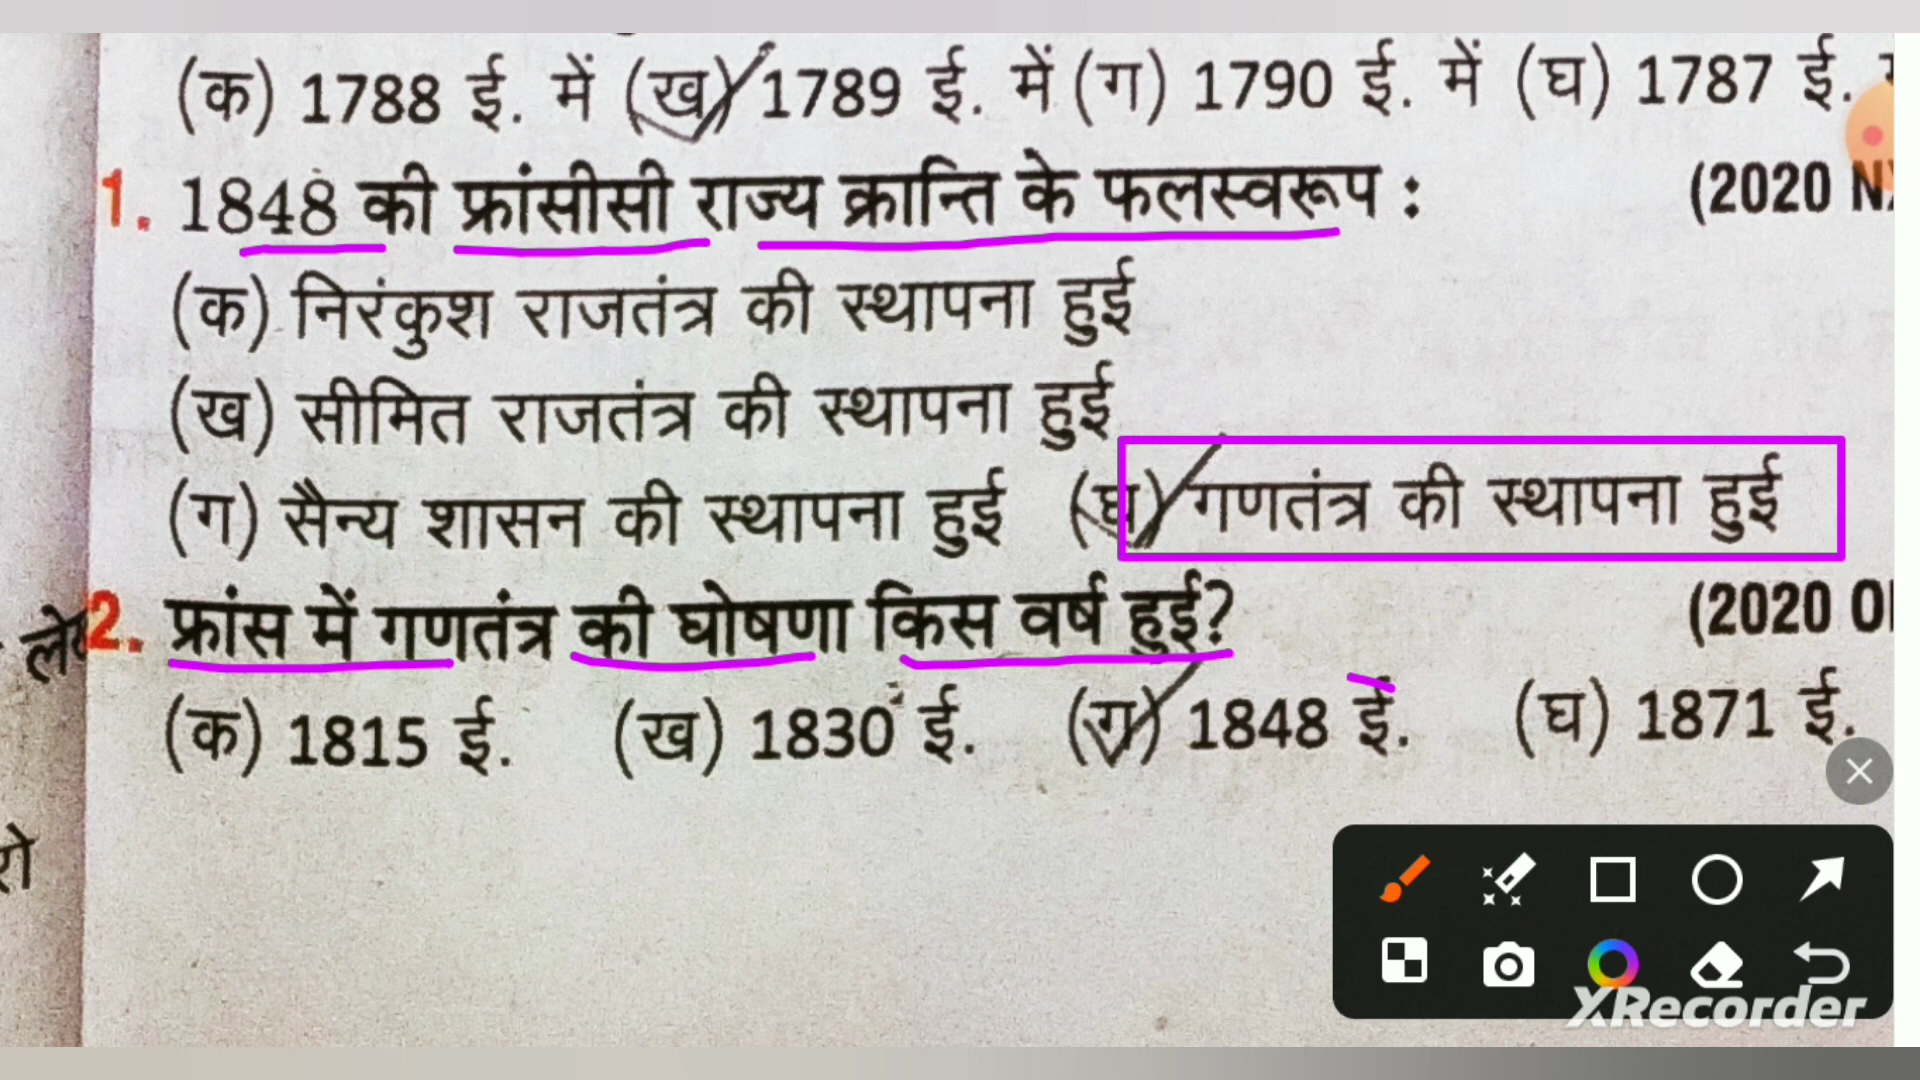 (क) 1788 ई. में (ख) 1789 ई. में (ग) 1790 ई. में (घ) 1787 ई.
1. 1848 की फ्रांसीसी राज्य क्रान्ति के फलस्वरूप : (2020
(क) निरंकुश राजतंत्र की स्थापना हुई
(ख) सीमित राजतंत्र की स्थापना हुई
(ग) सैन्य शासन की स्थापना हुई (घ) गणतंत्र की स्थापना हुई
2. फ्रांस में गणतंत्र की घोषणा किस वर्ष हुई? (2020
(क) 1815 ई. (ख) 1830 ई. (ग) 1848 ई. (घ) 1871 ई.
XRecorder